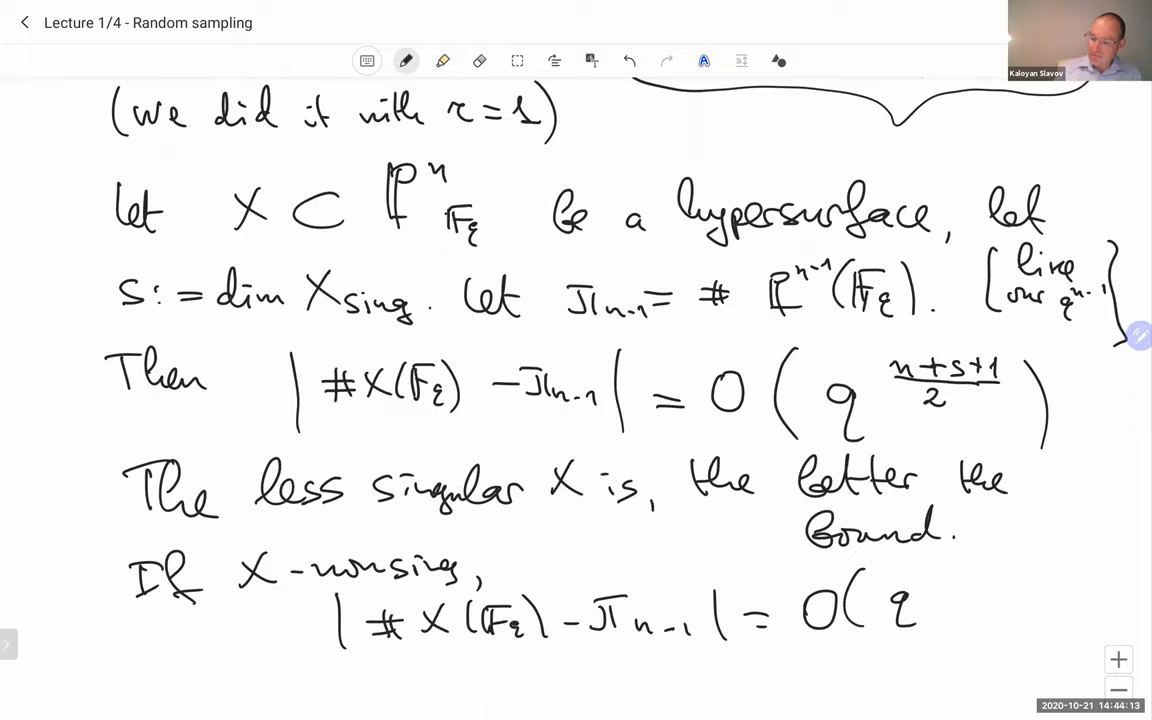 Lecture 1/4 - Random sampling
Kaloyan Slavov
(we did it with r = 1)
Let X ⊂ ℙⁿ_{𝔽_q} be a hypersurface, let
s := dim X_sing. Let π_{n-1} = # ℙ^{n-1}(𝔽_q). [like our q^{n-1}]
Then | #X(𝔽_q) - π_{n-1} | = O( q^{(n+s+1)/2} )
The less singular X is, the better the
bound.
If X - nonsing,
| # X(𝔽_q) - π_{n-1} | = O( q
2020-10-21 14:44:13